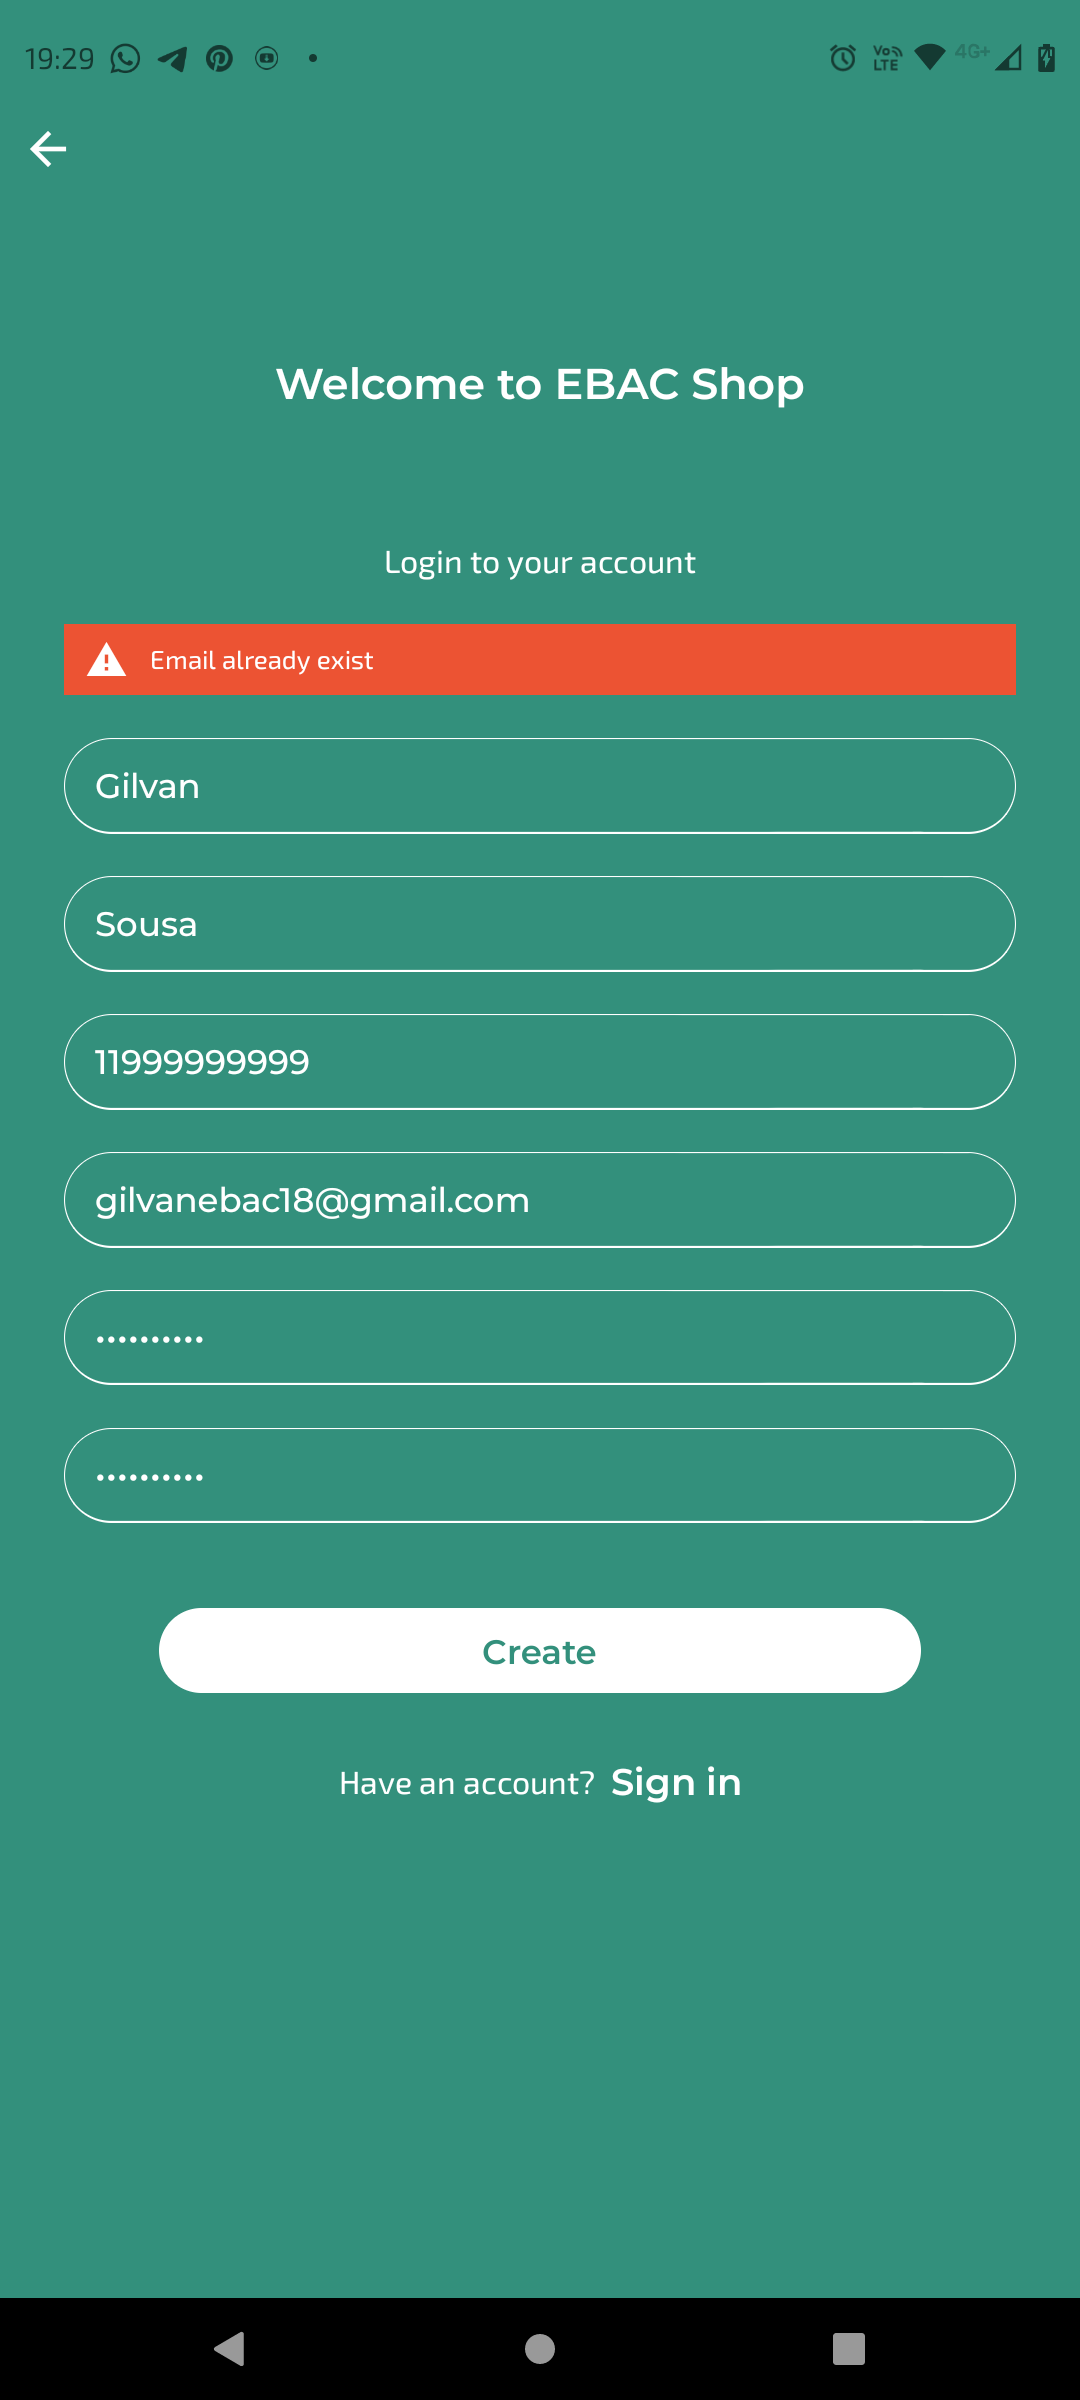 19:29
Vo
LTE
4G+
Welcome to EBAC Shop
Login to your account
Email already exist
Gilvan
Sousa
11999999999
gilvanebac18@gmail.com
••••••••••
••••••••••
Create
Have an account? Sign in